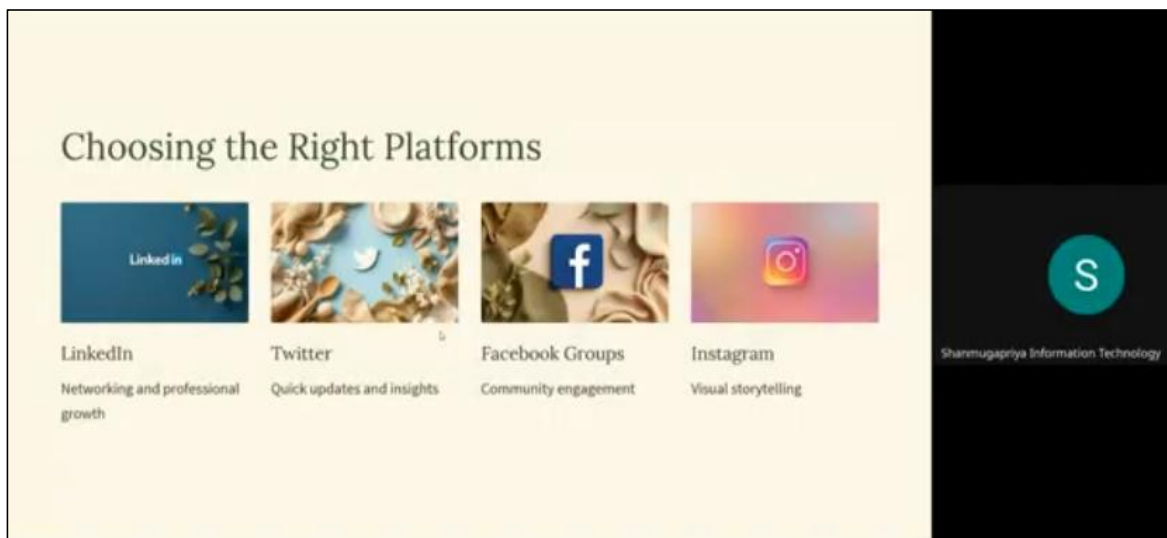 Choosing the Right Platforms
Linked in
LinkedIn
Networking and professional
growth
Twitter
Quick updates and insights
f
Facebook Groups
Community engagement
Instagram
Visual storytelling
S
Shanmugapriya Information Technology